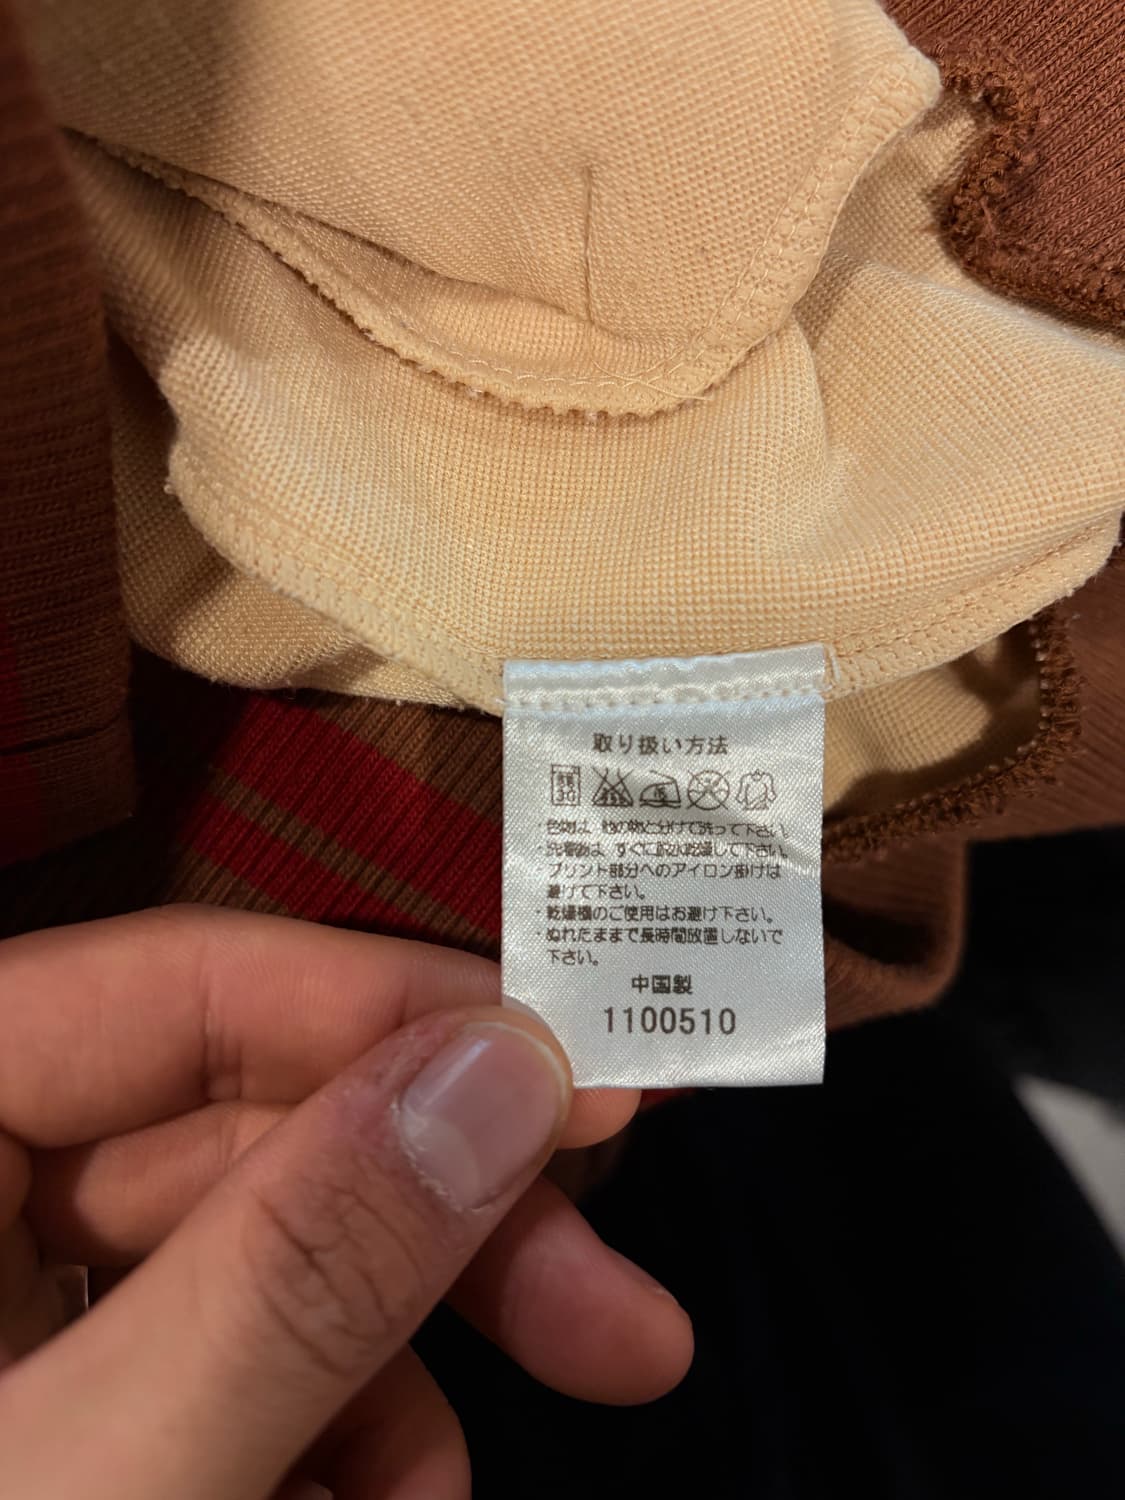 取り扱い方法
・色物は、他の物と分けて洗って下さい。
・洗濯後は、すぐに脱水乾燥して下さい。
・プリント部分へのアイロン掛けは
避けて下さい。
・乾燥機のご使用はお避け下さい。
・ぬれたままで長時間放置しないで
下さい。
中国製
1100510